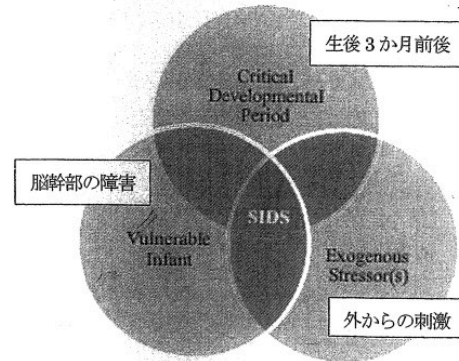 生後3か月前後
Critical
Developmental
Period
脳幹部の障害
SIDS
Vulnerable
Infant
Exogenous
Stressor(s)
外からの刺激